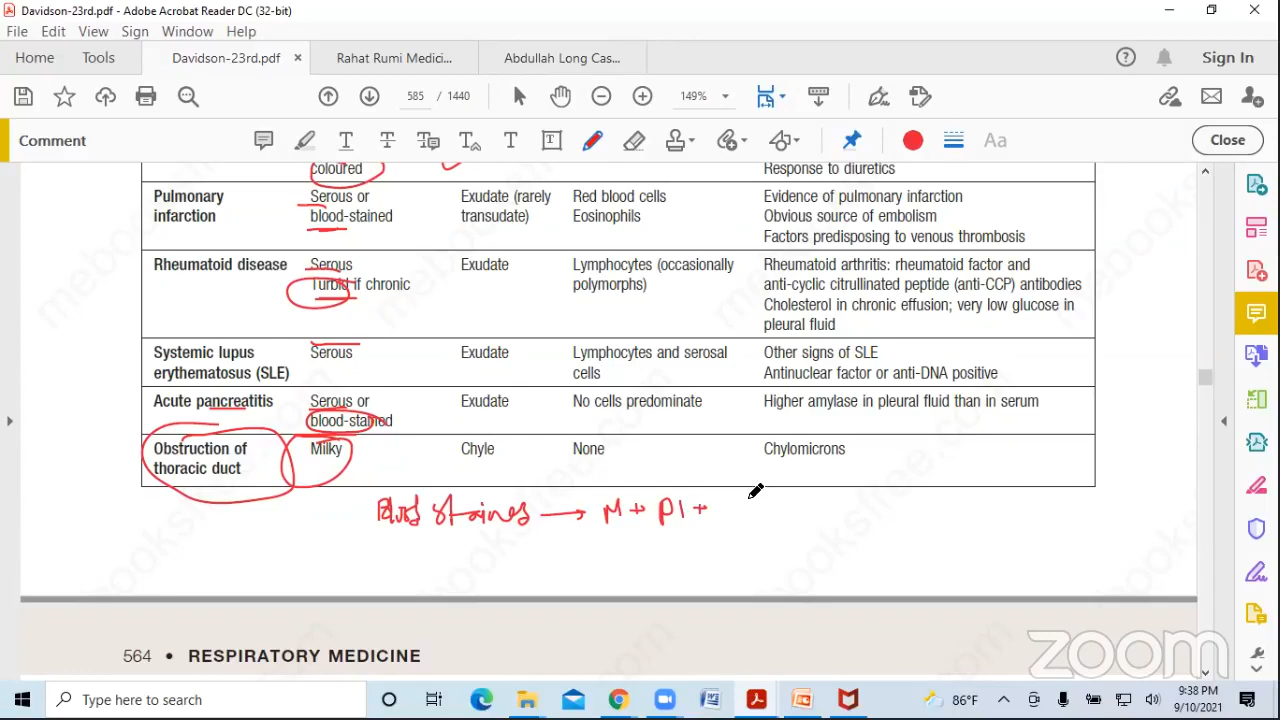 Davidson-23rd.pdf - Adobe Acrobat Reader DC (32-bit)
File Edit View Sign Window Help
Home Tools Davidson-23rd.pdf × Rahat Rumi Medici... Abdullah Long Cas... Sign In
585 / 1440 149%
Comment Aa Close
coloured Response to diuretics
Pulmonary infarction Serous or blood-stained Exudate (rarely transudate) Red blood cells Eosinophils Evidence of pulmonary infarction
Obvious source of embolism
Factors predisposing to venous thrombosis
Rheumatoid disease Serous Turbid if chronic Exudate Lymphocytes (occasionally polymorphs) Rheumatoid arthritis: rheumatoid factor and
anti-cyclic citrullinated peptide (anti-CCP) antibodies
Cholesterol in chronic effusion; very low glucose in
pleural fluid
Systemic lupus erythematosus (SLE) Serous Exudate Lymphocytes and serosal cells Other signs of SLE
Antinuclear factor or anti-DNA positive
Acute pancreatitis Serous or blood-stained Exudate No cells predominate Higher amylase in pleural fluid than in serum
Obstruction of thoracic duct Milky Chyle None Chylomicrons
→ M + PI +
564 • RESPIRATORY MEDICINE
zoom
Type here to search
86°F
9:38 PM
9/10/2021